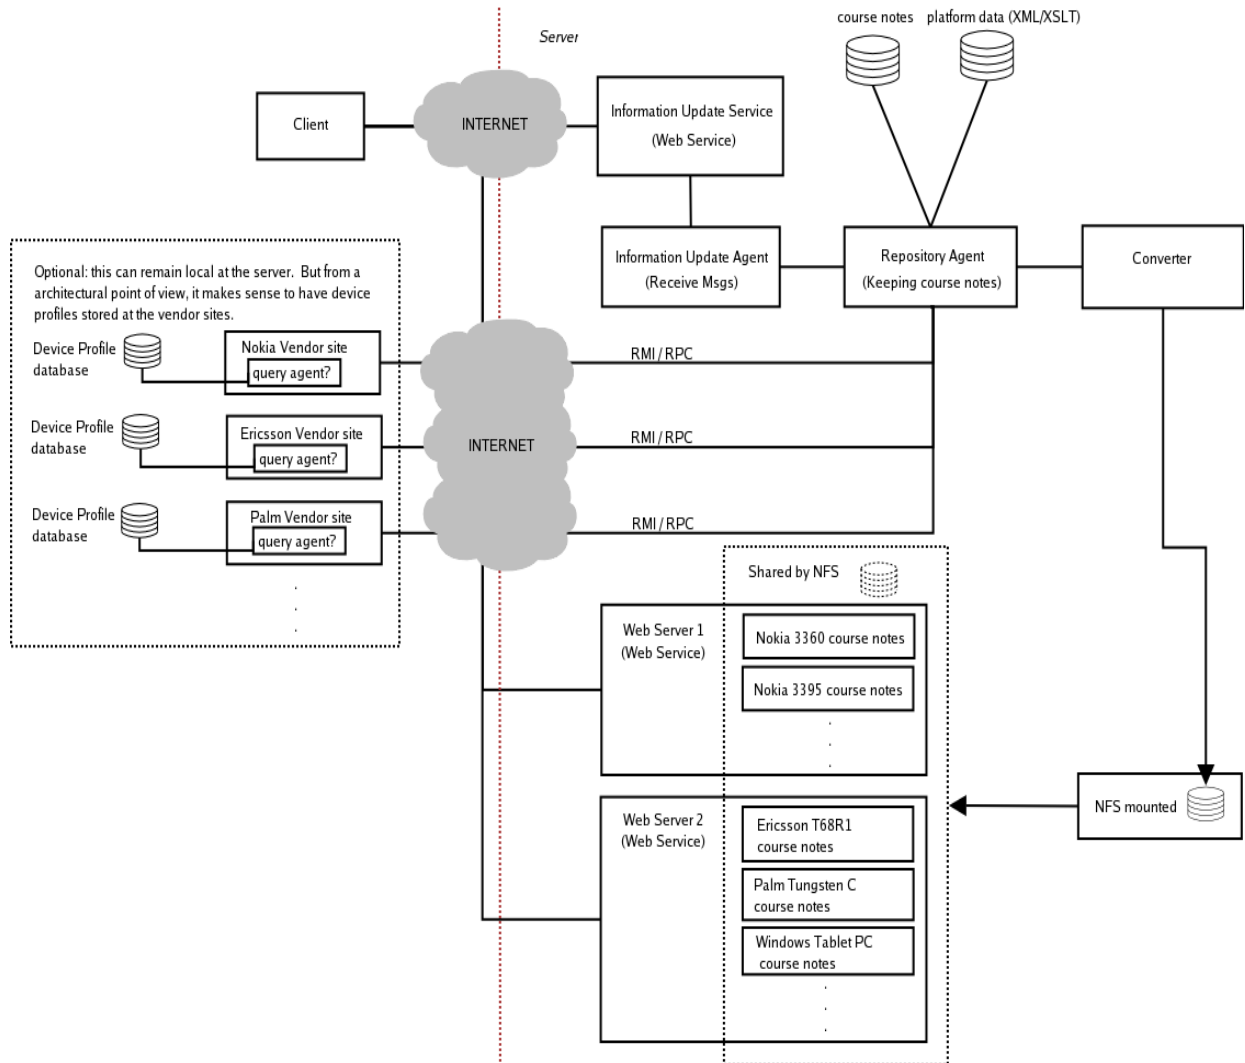 course notes
platform data (XML/XSLT)
Server
Client
INTERNET
Information Update Service
(Web Service)
Information Update Agent
(Receive Msgs)
Repository Agent
(Keeping course notes)
Converter
Optional: this can remain local at the server. But from a
architectural point of view, it makes sense to have device
profiles stored at the vendor sites.
Device Profile
database
Nokia Vendor site
query agent?
RMI / RPC
Device Profile
database
Ericsson Vendor site
query agent?
INTERNET
RMI / RPC
Device Profile
database
Palm Vendor site
query agent?
RMI / RPC
Shared by NFS
Web Server 1
(Web Service)
Nokia 3360 course notes
Nokia 3395 course notes
NFS mounted
Web Server 2
(Web Service)
Ericsson T68R1
course notes
Palm Tungsten C
course notes
Windows Tablet PC
course notes